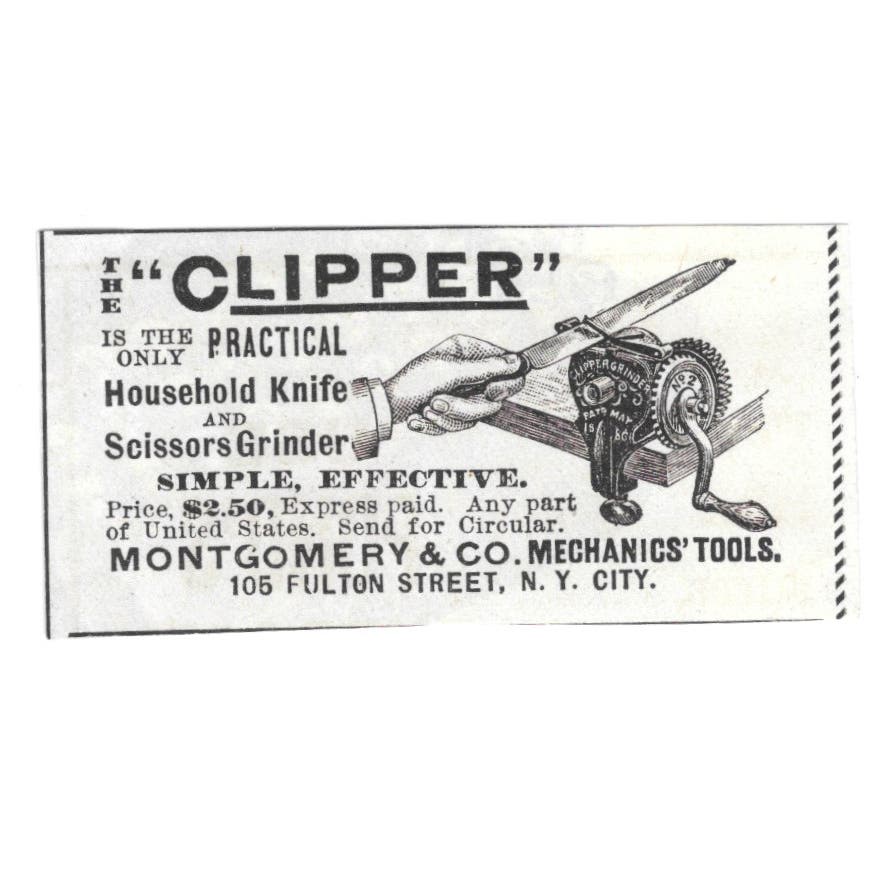 THE "CLIPPER"
IS THE ONLY PRACTICAL
Household Knife
AND
Scissors Grinder
SIMPLE, EFFECTIVE.
Price, $2.50, Express paid. Any part
of United States. Send for Circular.
MONTGOMERY & CO. MECHANICS' TOOLS.
105 FULTON STREET, N. Y. CITY.
CLIPPER GRINDER
PATD MAY
No 2